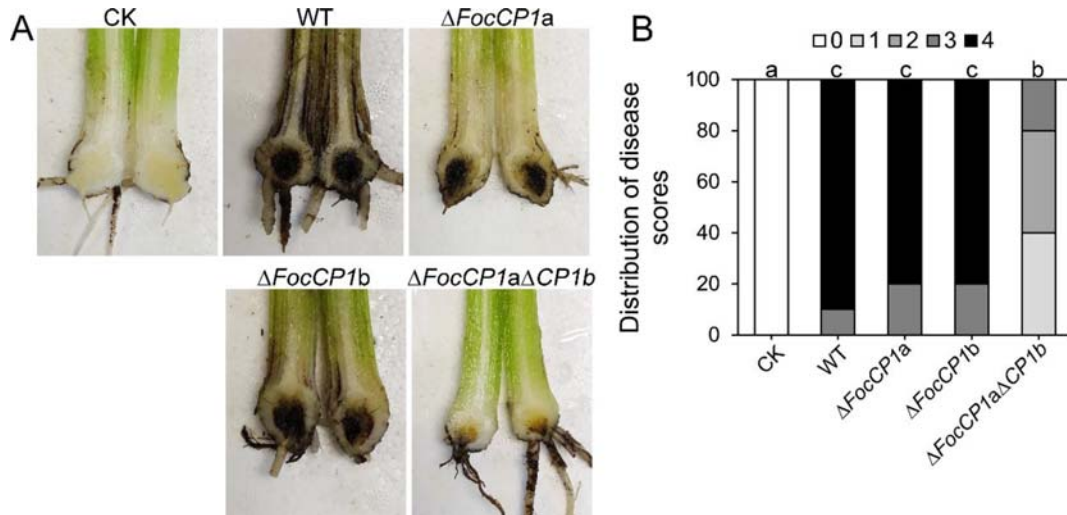 A
CK
WT
ΔFocCP1a
ΔFocCP1b
ΔFocCP1aΔCP1b
B
0 1 2 3 4
a c c c b
Distribution of disease
scores
100
80
60
40
20
0
CK
WT
ΔFocCP1a
ΔFocCP1b
ΔFocCP1aΔCP1b